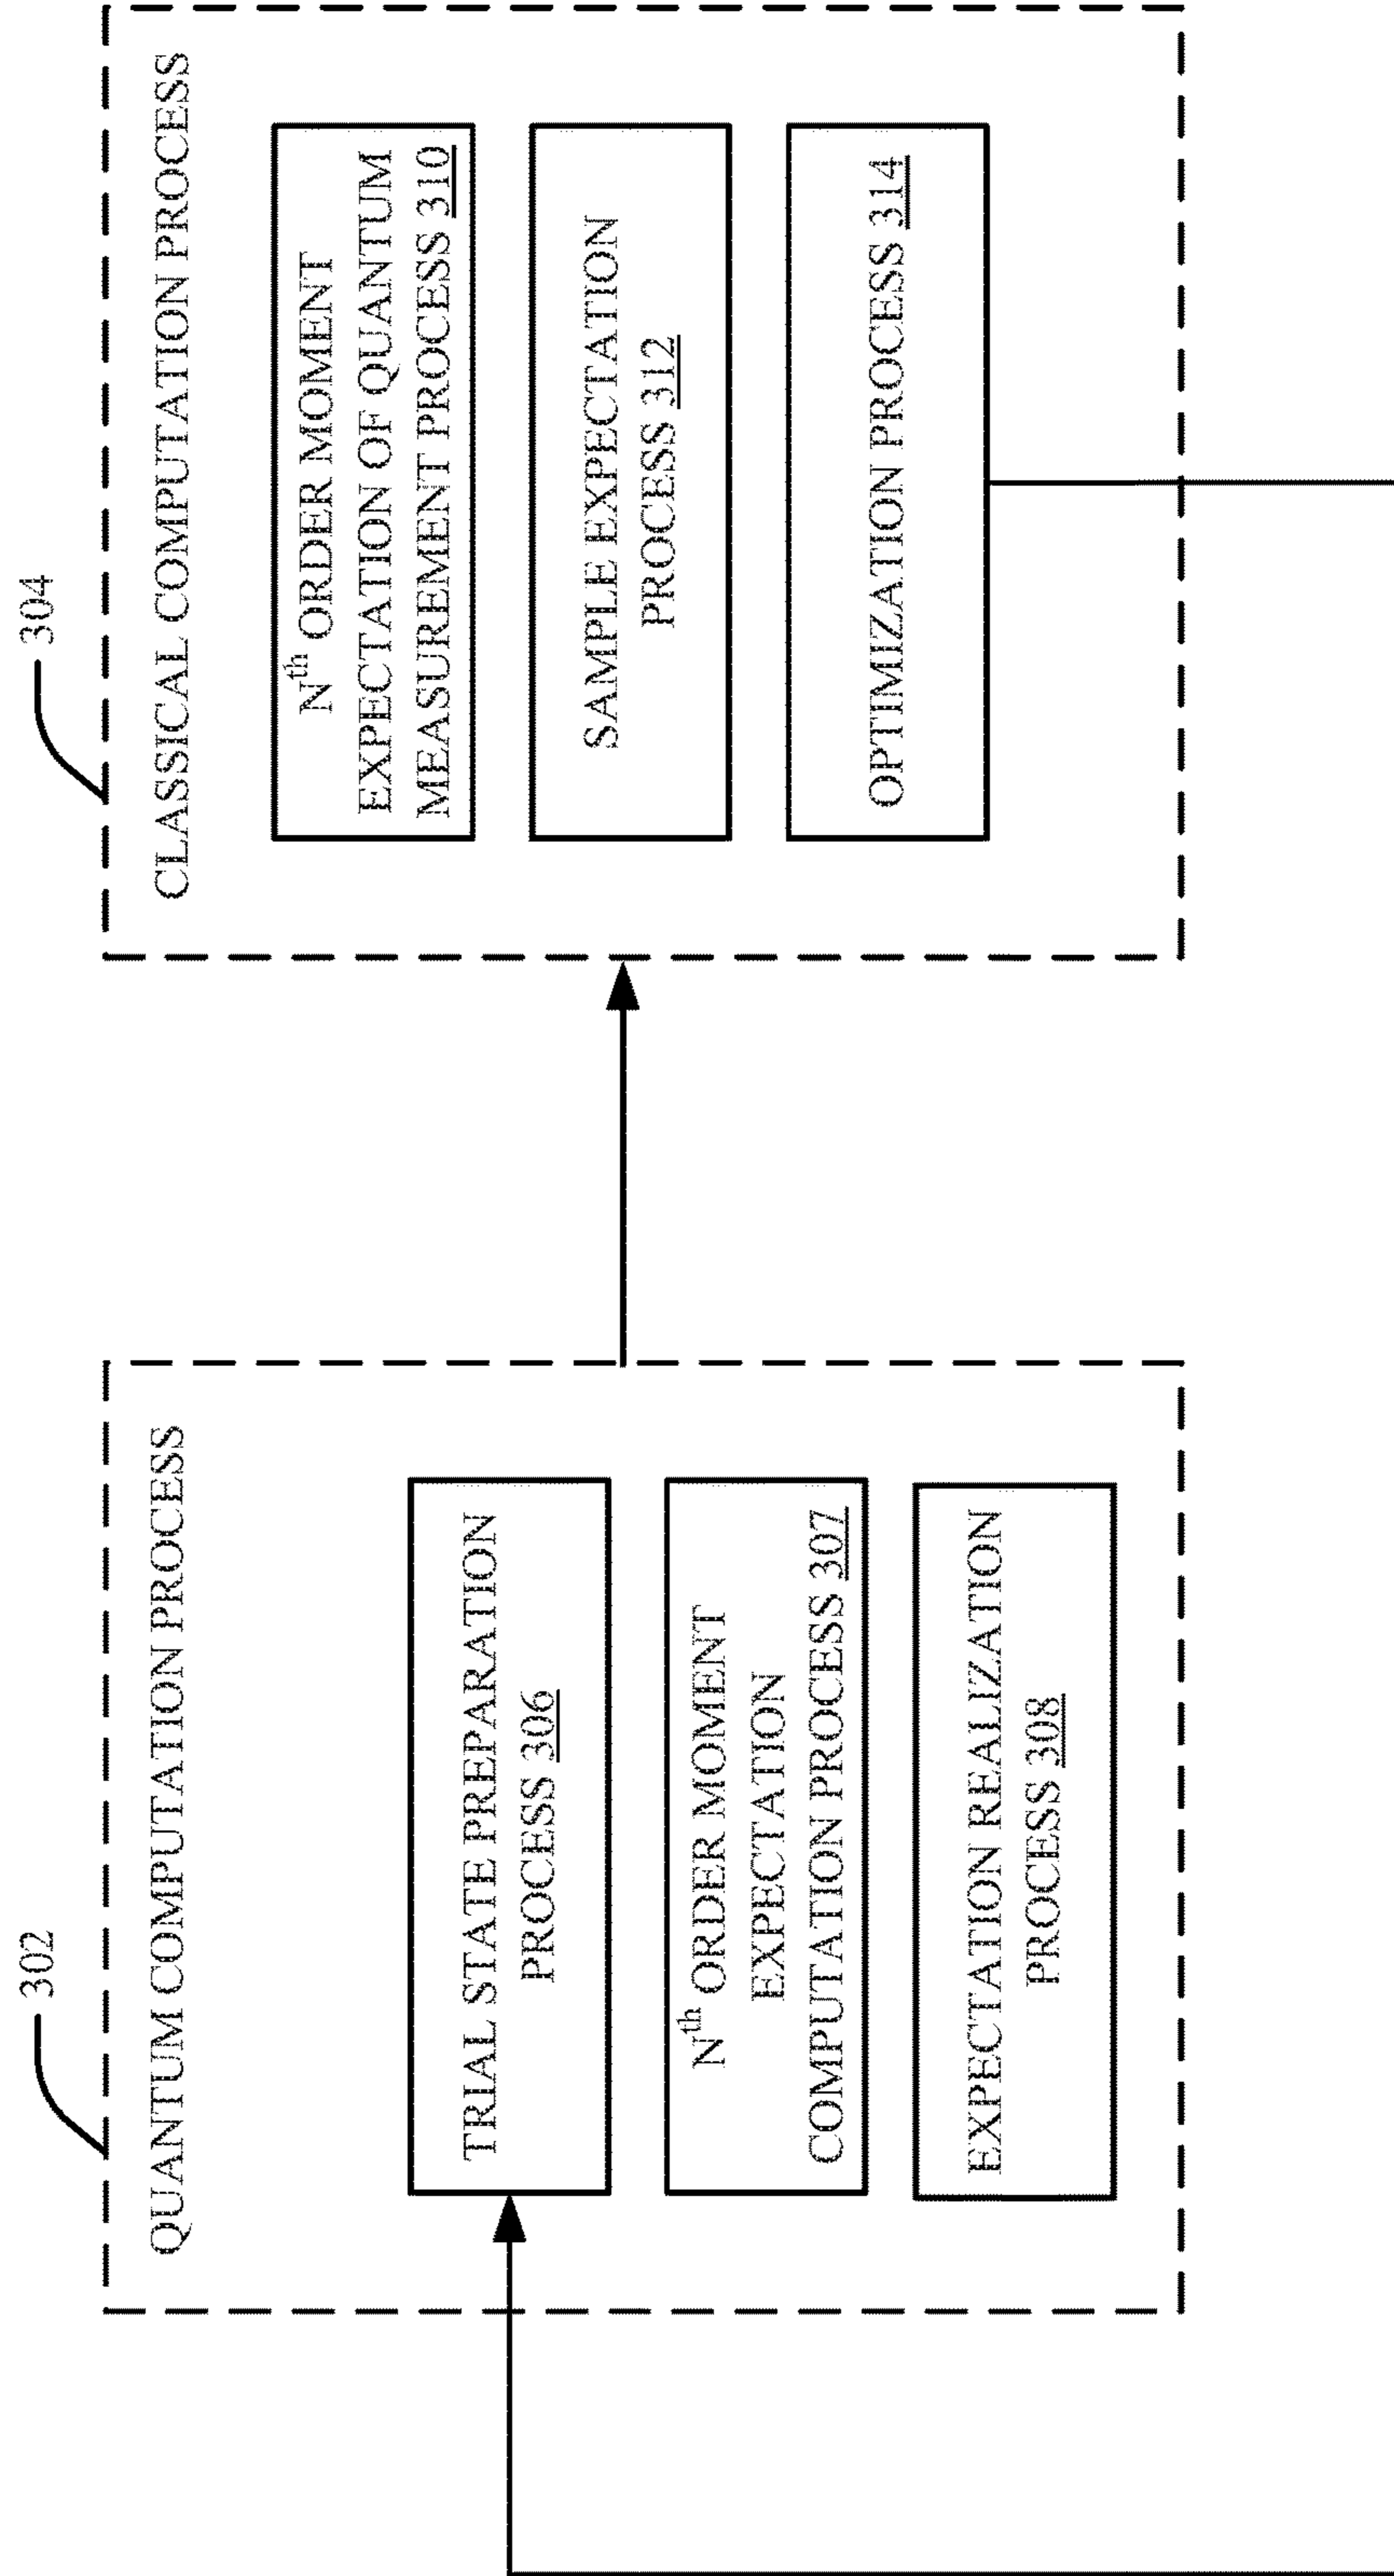 302
QUANTUM COMPUTATION PROCESS
TRIAL STATE PREPARATION
PROCESS 306
Nth ORDER MOMENT
EXPECTATION
COMPUTATION PROCESS 307
EXPECTATION REALIZATION
PROCESS 308
304
CLASSICAL COMPUTATION PROCESS
Nth ORDER MOMENT
EXPECTATION OF QUANTUM
MEASUREMENT PROCESS 310
SAMPLE EXPECTATION
PROCESS 312
OPTIMIZATION PROCESS 314